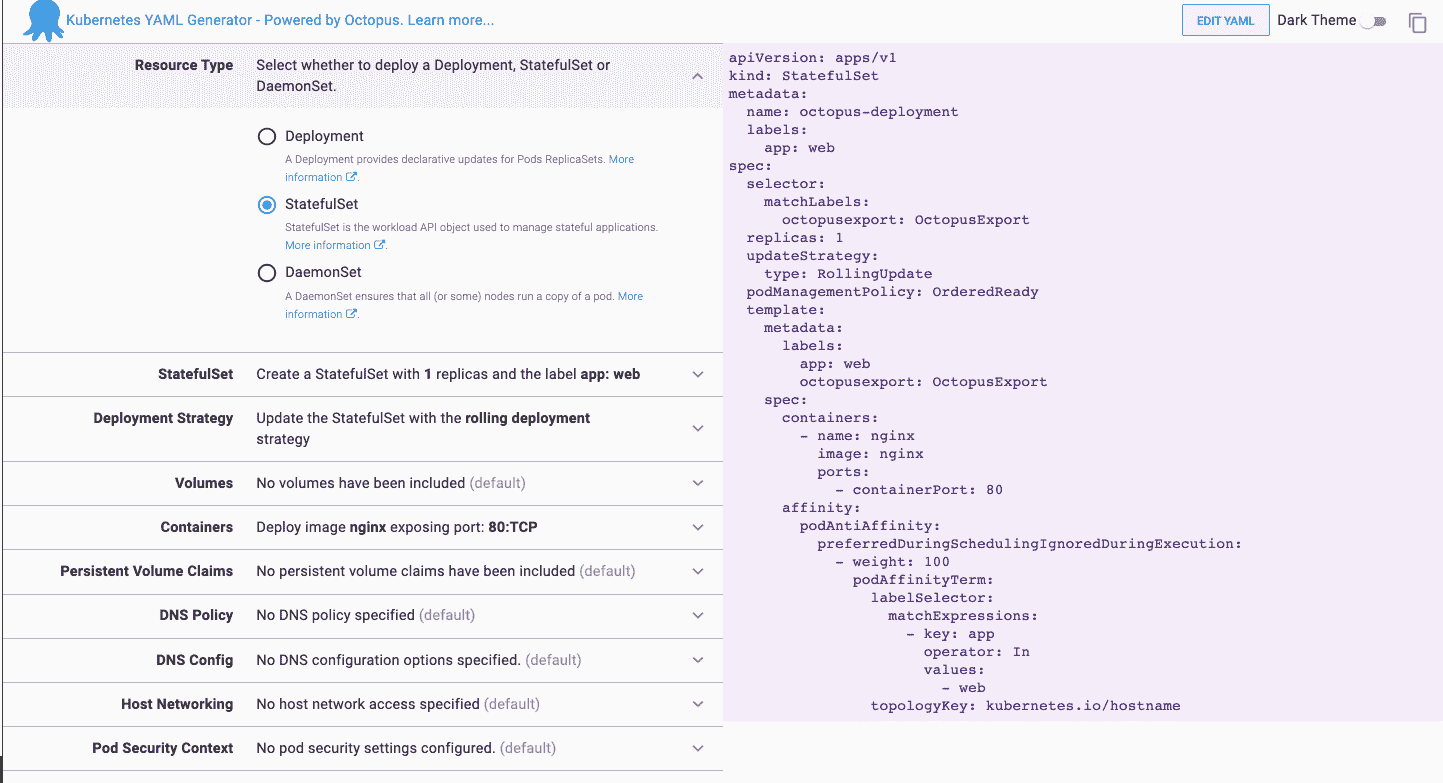 Kubernetes YAML Generator - Powered by Octopus. Learn more...
EDIT YAML
Dark Theme
Resource Type
Select whether to deploy a Deployment, StatefulSet or
DaemonSet.
Deployment
A Deployment provides declarative updates for Pods ReplicaSets. More
information.
StatefulSet
StatefulSet is the workload API object used to manage stateful applications.
More information.
DaemonSet
A DaemonSet ensures that all (or some) nodes run a copy of a pod. More
information.
StatefulSet
Create a StatefulSet with 1 replicas and the label app: web
Deployment Strategy
Update the StatefulSet with the rolling deployment
strategy
Volumes
No volumes have been included (default)
Containers
Deploy image nginx exposing port: 80:TCP
Persistent Volume Claims
No persistent volume claims have been included (default)
DNS Policy
No DNS policy specified (default)
DNS Config
No DNS configuration options specified. (default)
Host Networking
No host network access specified (default)
Pod Security Context
No pod security settings configured. (default)
apiVersion: apps/v1
kind: StatefulSet
metadata:
  name: octopus-deployment
  labels:
    app: web
spec:
  selector:
    matchLabels:
      octopusexport: OctopusExport
  replicas: 1
  updateStrategy:
    type: RollingUpdate
  podManagementPolicy: OrderedReady
  template:
    metadata:
      labels:
        app: web
        octopusexport: OctopusExport
    spec:
      containers:
        - name: nginx
          image: nginx
          ports:
            - containerPort: 80
      affinity:
        podAntiAffinity:
          preferredDuringSchedulingIgnoredDuringExecution:
            - weight: 100
              podAffinityTerm:
                labelSelector:
                  matchExpressions:
                    - key: app
                      operator: In
                      values:
                        - web
                topologyKey: kubernetes.io/hostname